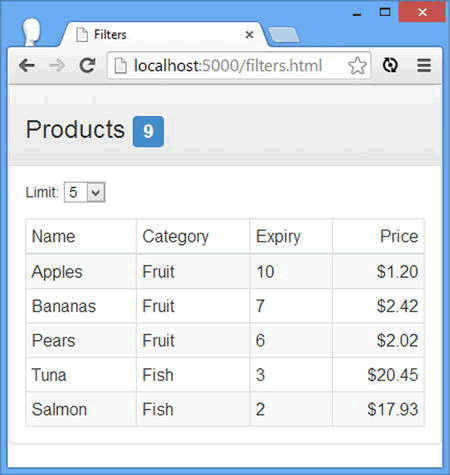 Filters
localhost:5000/filters.html
Products 9
Limit: 5
Name Category Expiry Price
Apples Fruit 10 $1.20
Bananas Fruit 7 $2.42
Pears Fruit 6 $2.02
Tuna Fish 3 $20.45
Salmon Fish 2 $17.93